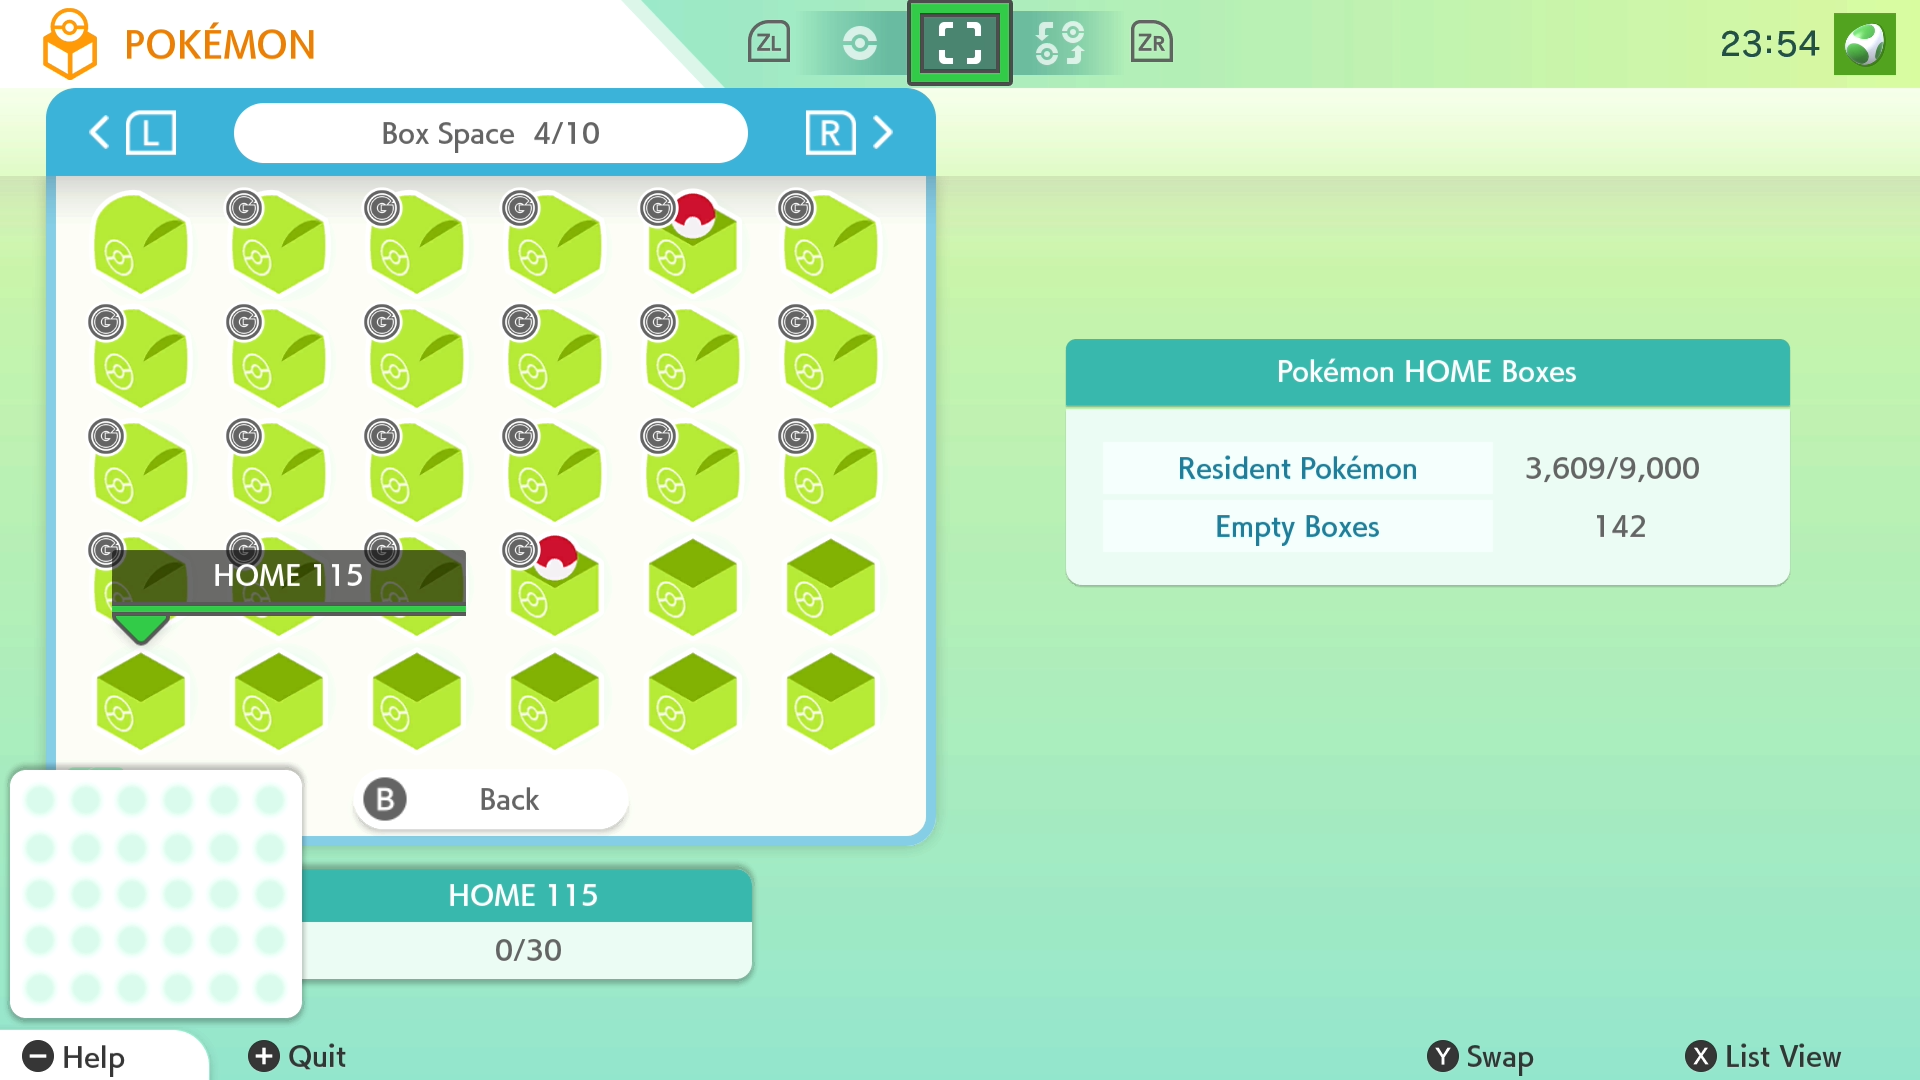 POKÉMON
ZL
ZR
23:54
L
Box Space 4/10
R
Pokémon HOME Boxes
Resident Pokémon 3,609/9,000
Empty Boxes 142
HOME 115
B Back
HOME 115
0/30
Help
Quit
Y Swap
X List View